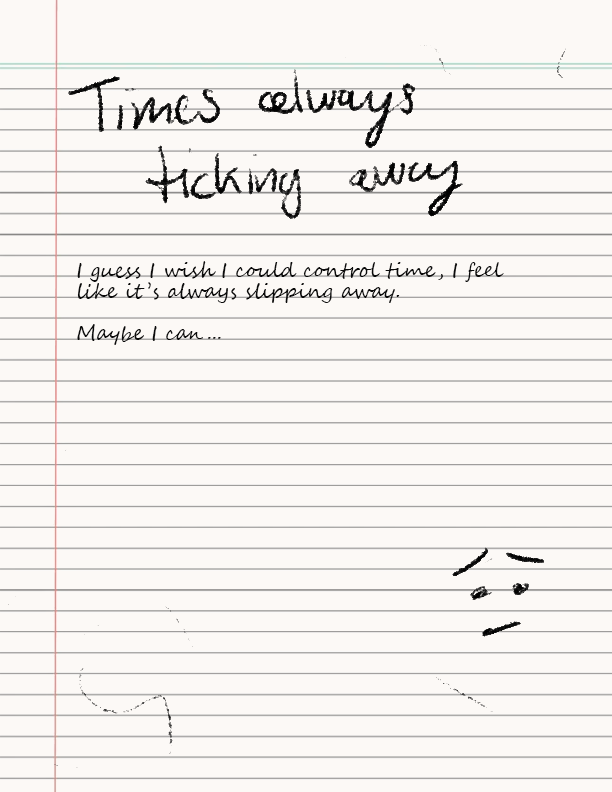 Times always
ticking away
I guess I wish I could control time, I feel
like it's always slipping away.
Maybe I can...